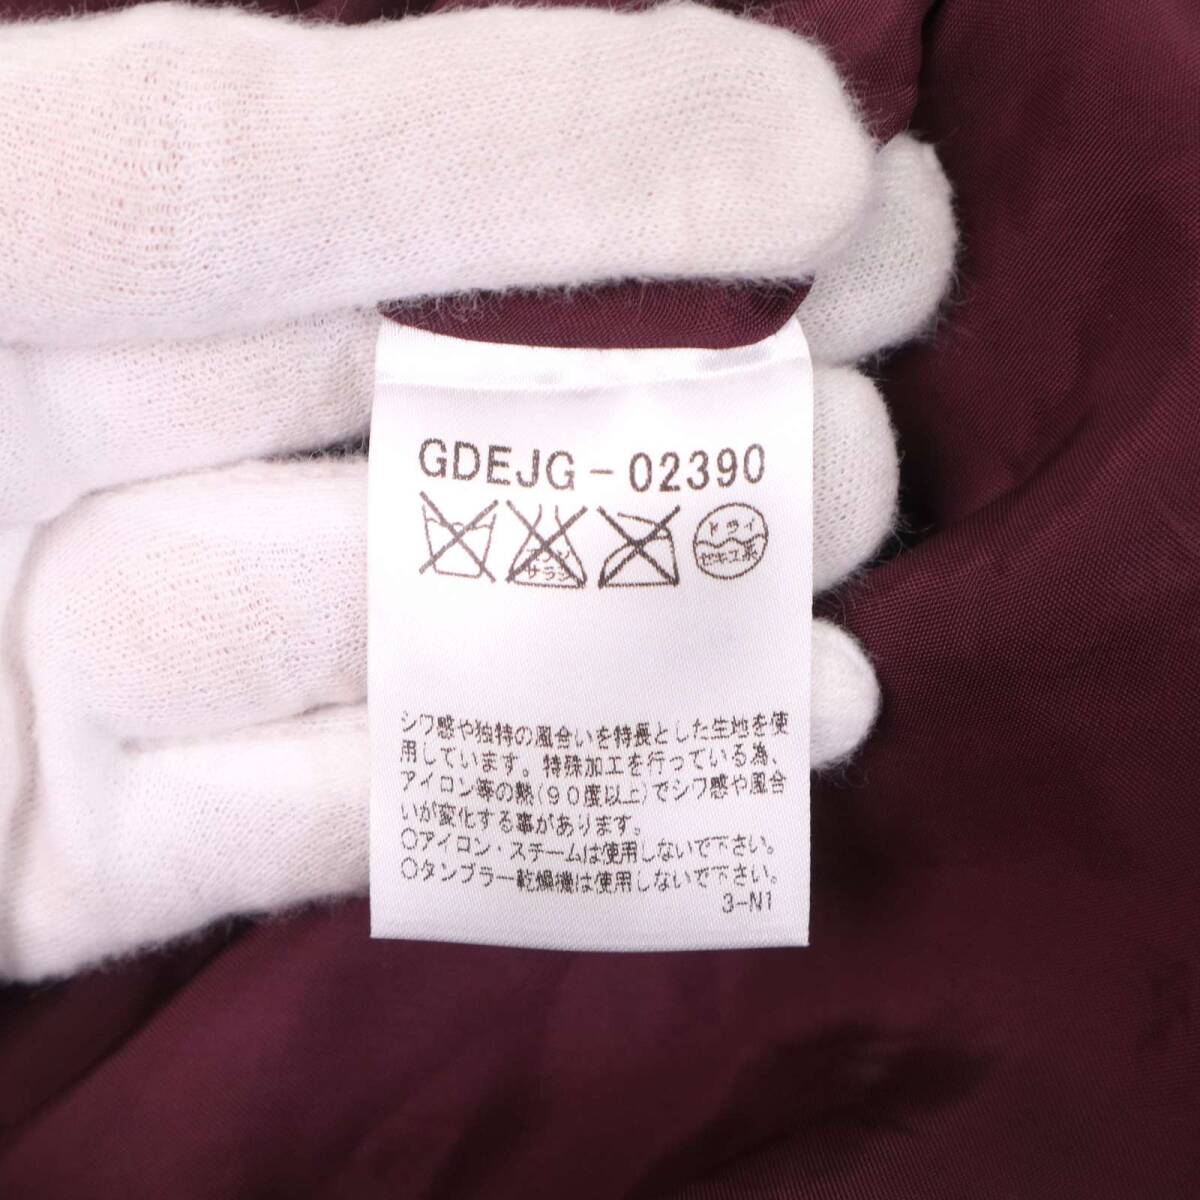 GDEJG-02390
エンソ
サラシ
ドライ
セキユ系
シワ感や独特の風合いを特長とした生地を使
用しています。特殊加工を行っている為、
アイロン等の熱(90度以上)でシワ感や風合
いが変化する事があります。
○アイロン・スチームは使用しないで下さい。
○タンブラー乾燥機は使用しないで下さい。
3-N1